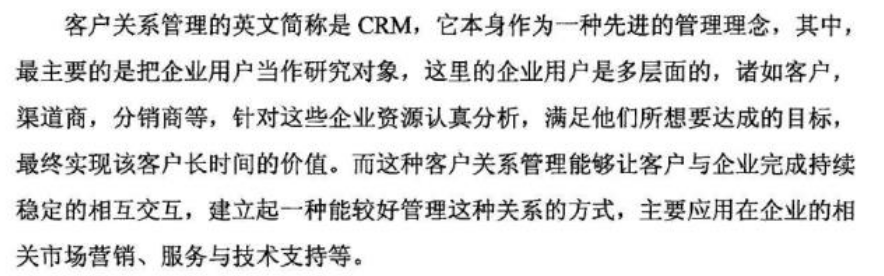 客户关系管理的英文简称是 CRM，它本身作为一种先进的管理理念，其中，
最主要的是把企业用户当作研究对象，这里的企业用户是多层面的，诸如客户，
渠道商，分销商等，针对这些企业资源认真分析，满足他们所想要达成的目标，
最终实现该客户长时间的价值。而这种客户关系管理能够让客户与企业完成持续
稳定的相互交互，建立起一种能较好管理这种关系的方式，主要应用在企业的相
关市场营销、服务与技术支持等。